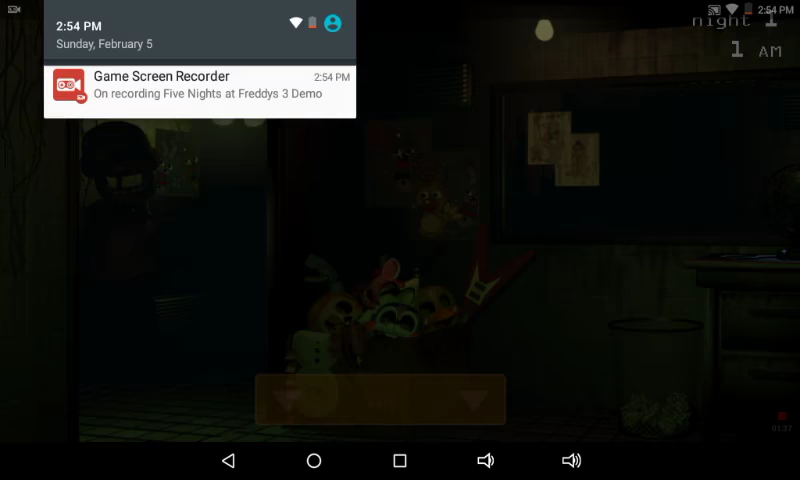 2:54 PM
Sunday, February 5
Game Screen Recorder
2:54 PM
On recording Five Nights at Freddys 3 Demo
2:54 PM
night 1
1 AM
01:37